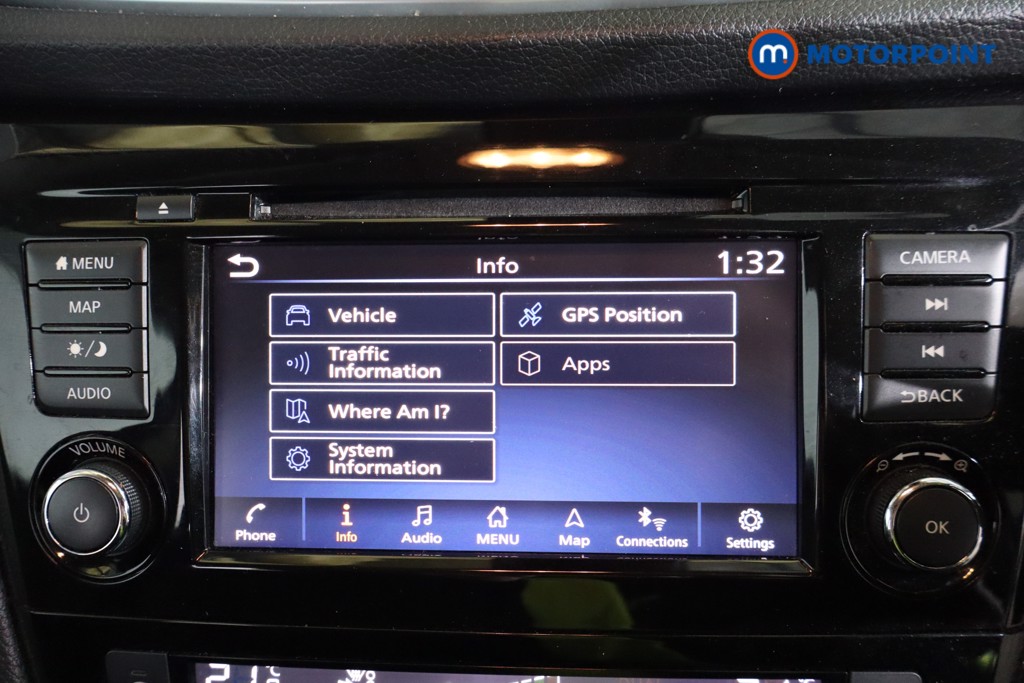 m
MOTORPOINT
MENU
MAP
AUDIO
VOLUME
Info
1:32
Vehicle
GPS Position
Traffic
Information
Apps
Where Am I?
System
Information
Phone
Info
Audio
MENU
Map
Connections
Settings
CAMERA
BACK
OK